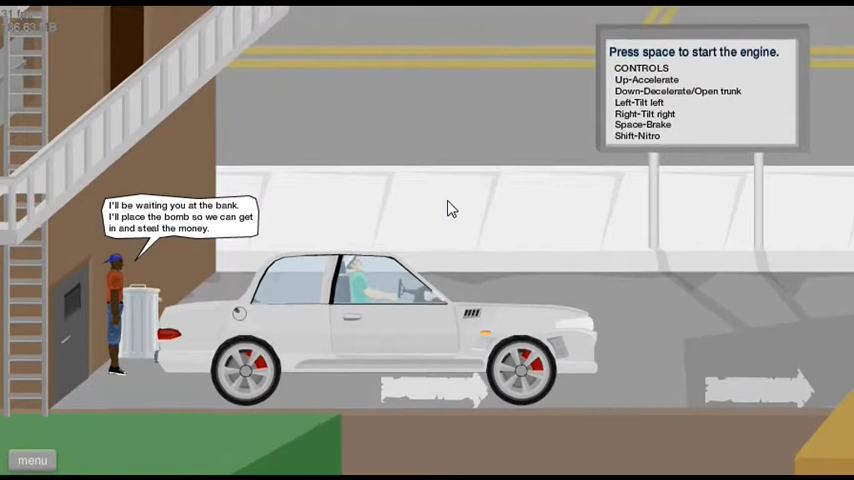 Press space to start the engine.
CONTROLS
Up-Accelerate
Down-Decelerate/Open trunk
Left-Tilt left
Right-Tilt right
Space-Brake
Shift-Nitro
I'll be waiting you at the bank.
I'll place the bomb so we can get
in and steal the money.
menu